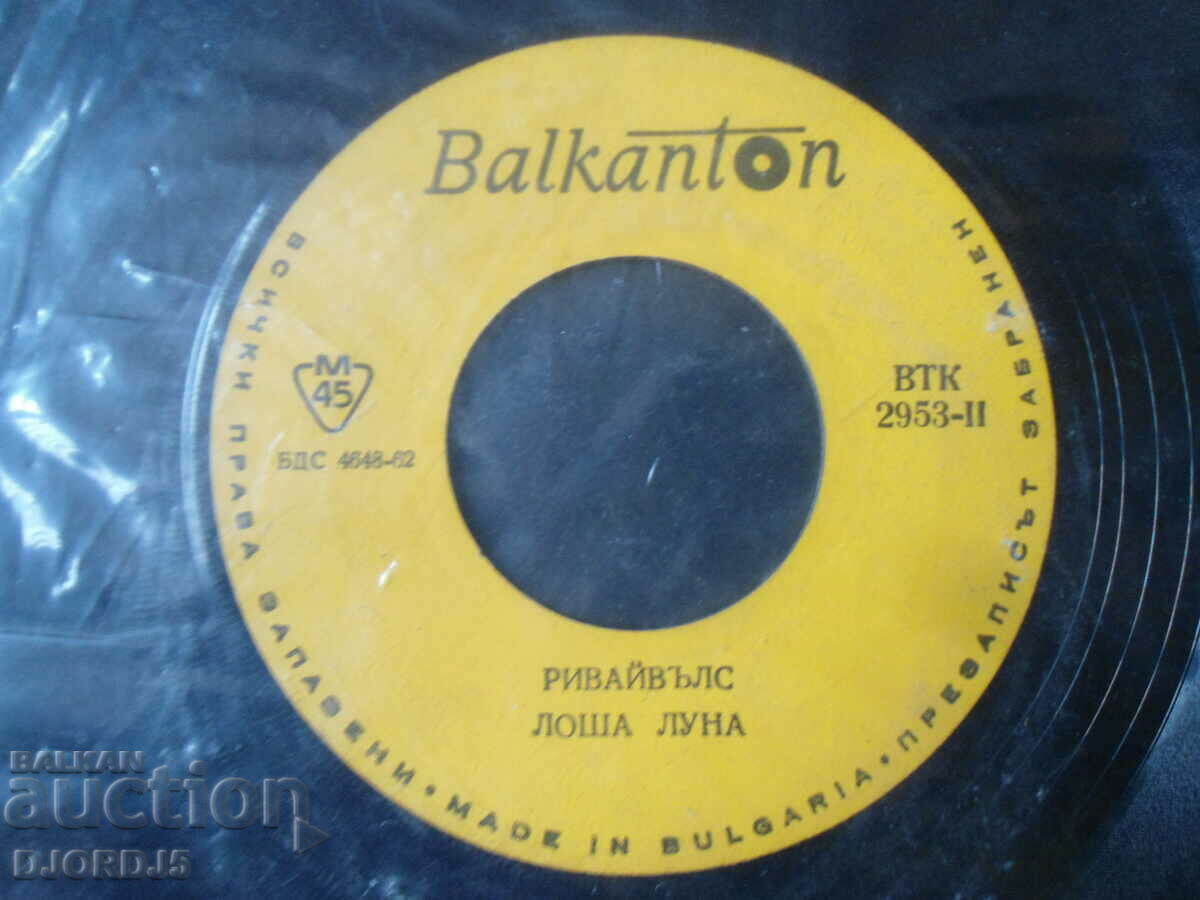 Balkanton
М
45
БДС 4648-62
ВТК
2953-II
РИВАЙВЪЛС
ЛОША ЛУНА
ВСИЧКИ ПРАВА ЗАПАЗЕНИ • MADE IN BULGARIA • ПРЕЗАПИСЪТ ЗАБРАНЕН
BALKAN
auction
DJORDJ5